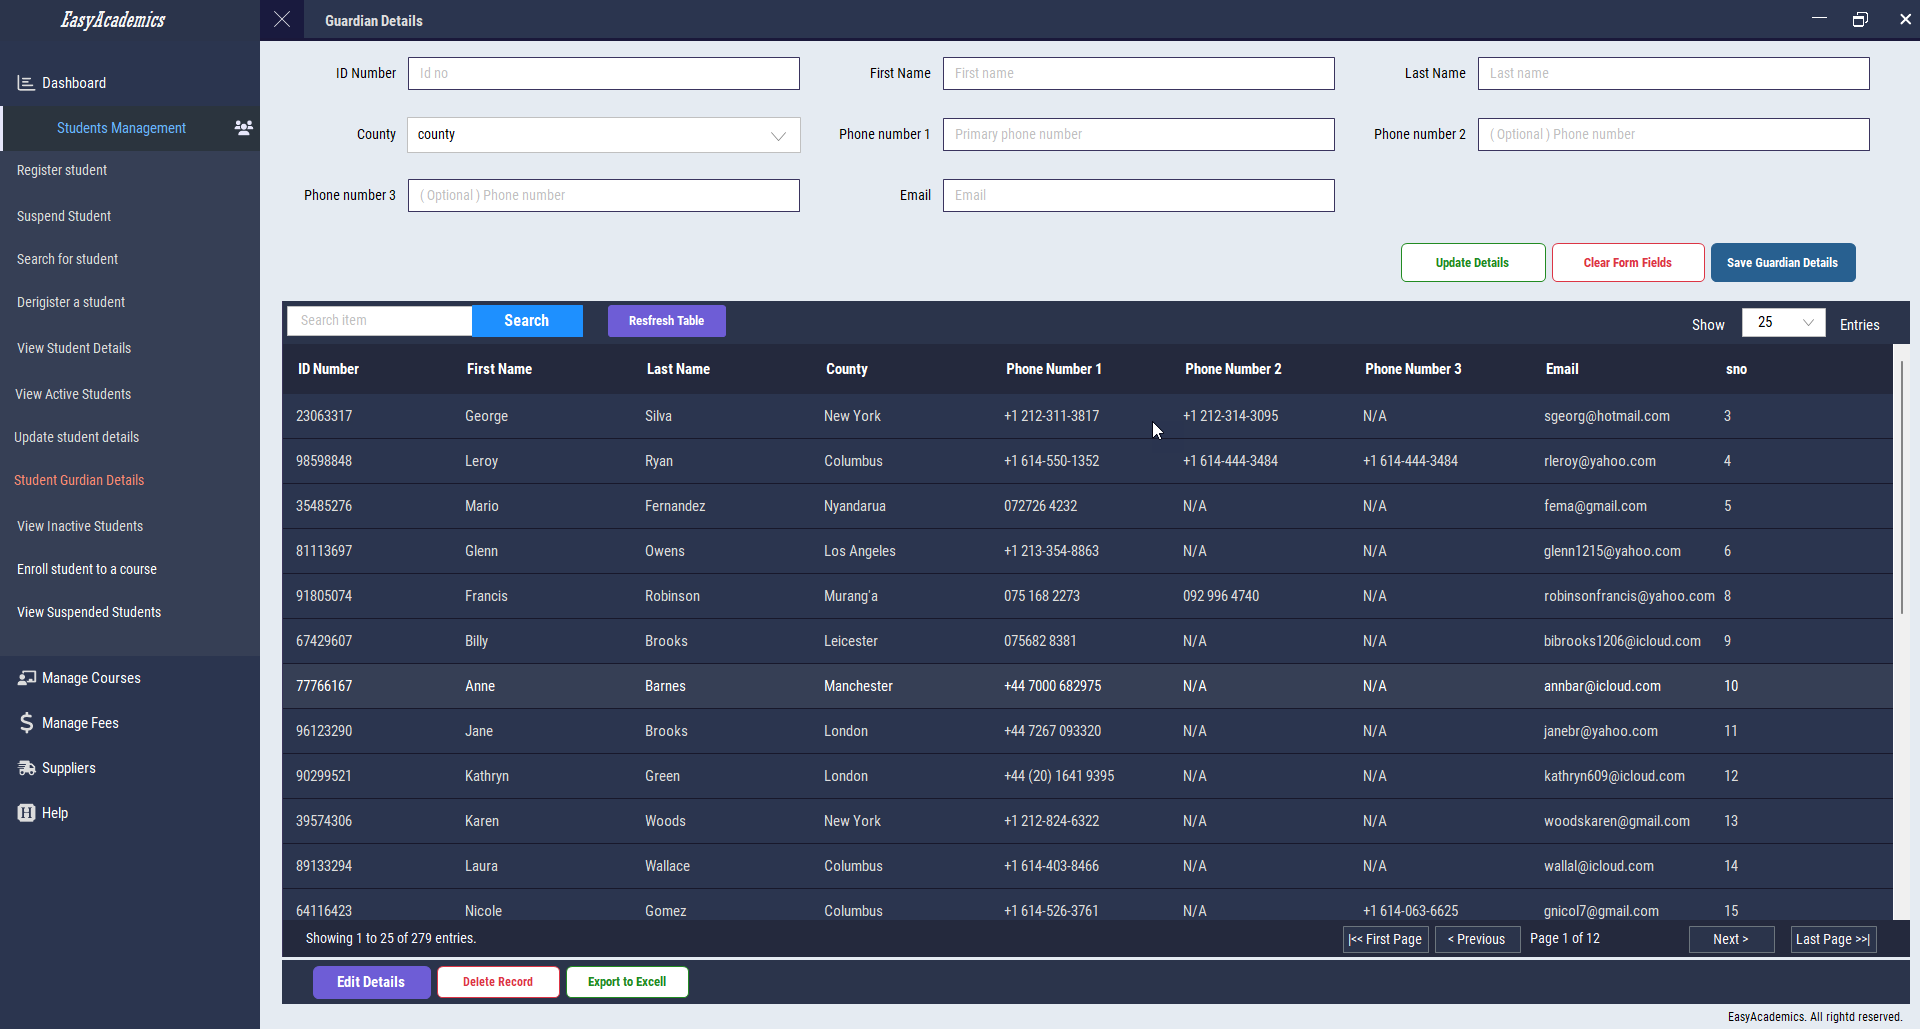 EasyAcademics
Guardian Details
Dashboard
Students Management
Register student
Suspend Student
Search for student
Derigister a student
View Student Details
View Active Students
Update student details
Student Gurdian Details
View Inactive Students
Enroll student to a course
View Suspended Students
Manage Courses
Manage Fees
Suppliers
H Help
ID Number Id no First Name First name Last Name Last name
County county Phone number 1 Primary phone number Phone number 2 ( Optional ) Phone number
Phone number 3 ( Optional ) Phone number Email Email
Update Details Clear Form Fields Save Guardian Details
Search item Search Resfresh Table Show 25 Entries
ID Number First Name Last Name County Phone Number 1 Phone Number 2 Phone Number 3 Email sno
23063317 George Silva New York +1 212-311-3817 +1 212-314-3095 N/A sgeorg@hotmail.com 3
98598848 Leroy Ryan Columbus +1 614-550-1352 +1 614-444-3484 +1 614-444-3484 rleroy@yahoo.com 4
35485276 Mario Fernandez Nyandarua 072726 4232 N/A N/A fema@gmail.com 5
81113697 Glenn Owens Los Angeles +1 213-354-8863 N/A N/A glenn1215@yahoo.com 6
91805074 Francis Robinson Murang'a 075 168 2273 092 996 4740 N/A robinsonfrancis@yahoo.com 8
67429607 Billy Brooks Leicester 075682 8381 N/A N/A bibrooks1206@icloud.com 9
77766167 Anne Barnes Manchester +44 7000 682975 N/A N/A annbar@icloud.com 10
96123290 Jane Brooks London +44 7267 093320 N/A N/A janebr@yahoo.com 11
90299521 Kathryn Green London +44 (20) 1641 9395 N/A N/A kathryn609@icloud.com 12
39574306 Karen Woods New York +1 212-824-6322 N/A N/A woodskaren@gmail.com 13
89133294 Laura Wallace Columbus +1 614-403-8466 N/A N/A wallal@icloud.com 14
64116423 Nicole Gomez Columbus +1 614-526-3761 N/A +1 614-063-6625 gnicol7@gmail.com 15
Showing 1 to 25 of 279 entries. |<< First Page < Previous Page 1 of 12 Next > Last Page >>|
Edit Details Delete Record Export to Excell
EasyAcademics. All rightd reserved.